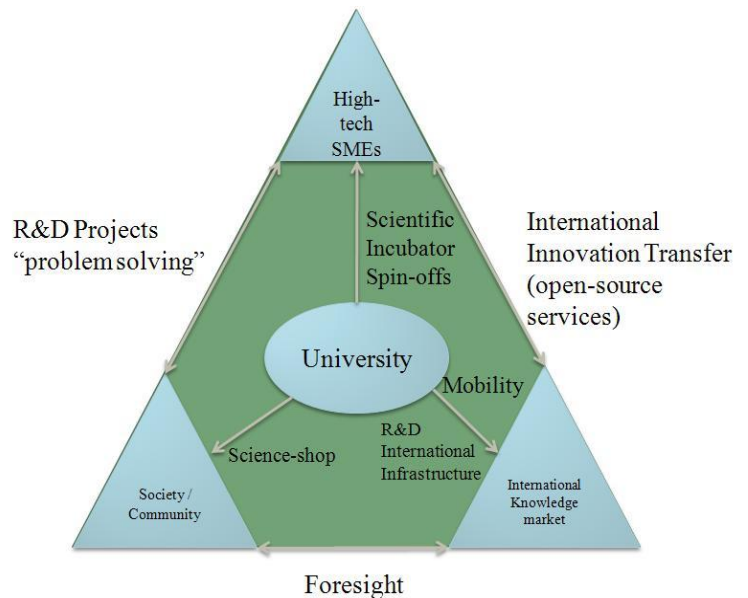 High-
tech
SMEs
R&D Projects
“problem solving”
Scientific
Incubator
Spin-offs
International
Innovation Transfer
(open-source
services)
University
Mobility
R&D
International
Infrastructure
Science-shop
Society /
Community
International
Knowledge
market
Foresight